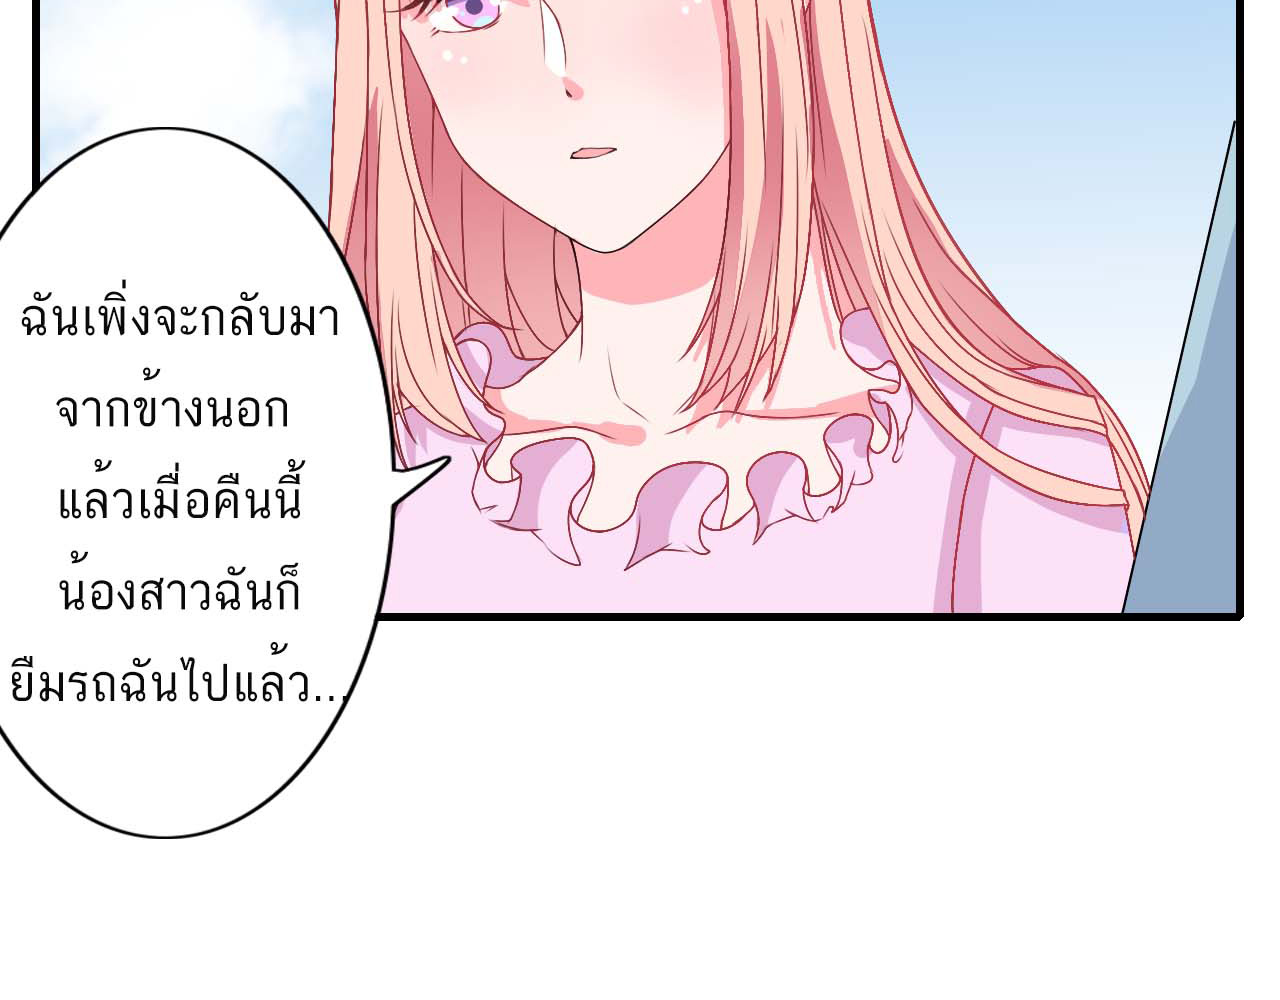 ฉันเพิ่งจะกลับมา
จากข้างนอก
แล้วเมื่อคืนนี้
น้องสาวฉันก็
ยืมรถฉันไปแล้ว...